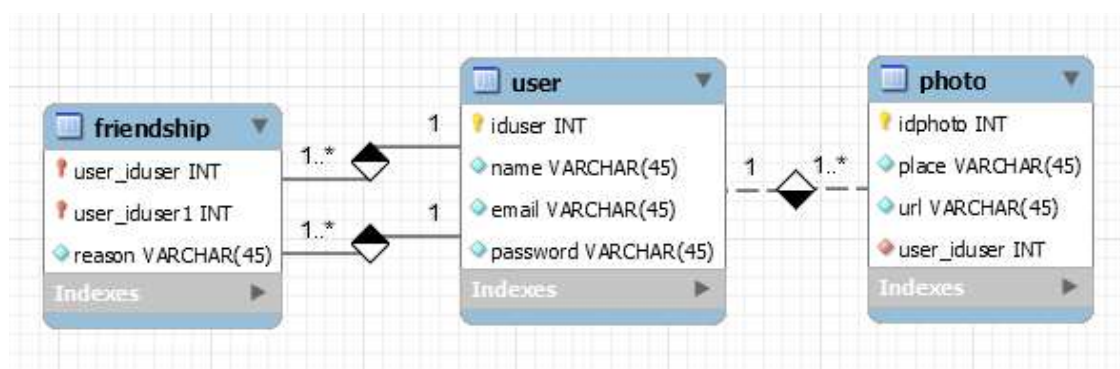 friendship
user_iduser INT
user_iduser1 INT
reason VARCHAR(45)
Indexes
1..*
1
1..*
1
user
iduser INT
name VARCHAR(45)
email VARCHAR(45)
password VARCHAR(45)
Indexes
1
1..*
photo
idphoto INT
place VARCHAR(45)
url VARCHAR(45)
user_iduser INT
Indexes